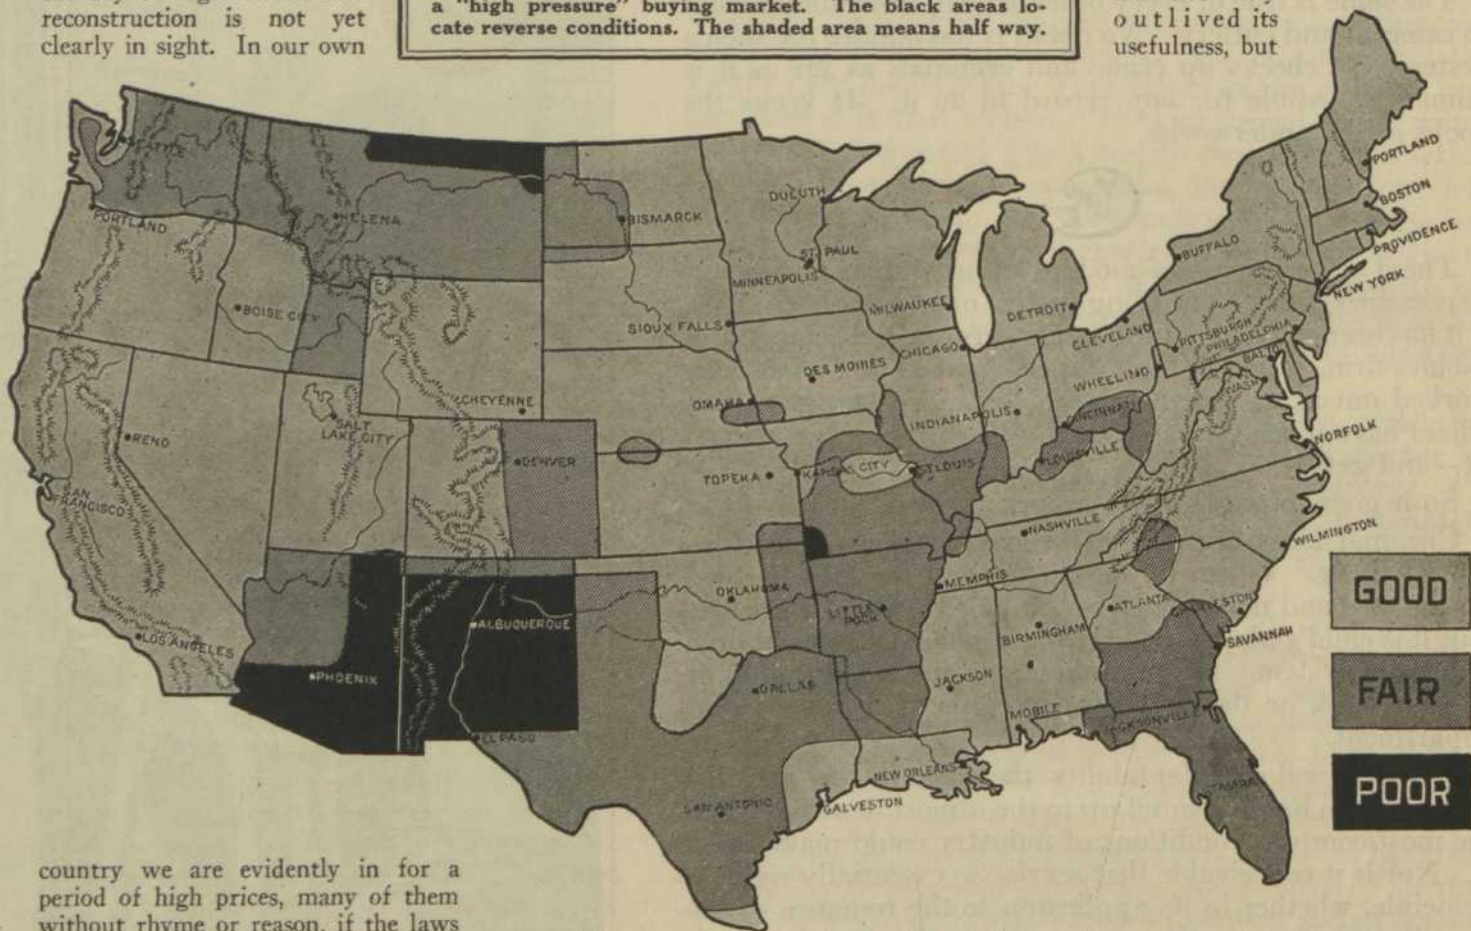 reconstruction is not yet
clearly in sight. In our own
a "high pressure" buying market. The black areas lo-
cate reverse conditions. The shaded area means half way.
outlived its
usefulness, but
SEATTLE
PORTLAND
HELENA
BISMARCK
DULUTH
ST. PAUL
MINNEAPOLIS
BOISE CITY
SIOUX FALLS
MILWAUKEE
DETROIT
BUFFALO
PORTLAND
BOSTON
PROVIDENCE
NEW YORK
CLEVELAND
PITTSBURGH
PHILADELPHIA
DES MOINES
CHICAGO
WHEELING
BALTO.
WASH.
CHEYENNE
OMAHA
INDIANAPOLIS
CINCINNATI
NORFOLK
RENO
SALT
LAKE CITY
DENVER
TOPEKA
KANSAS CITY
ST. LOUIS
LOUISVILLE
SAN
FRANCISCO
NASHVILLE
WILMINGTON
OKLAHOMA
MEMPHIS
LITTLE
ROCK
ATLANTA
CHARLESTON
BIRMINGHAM
SAVANNAH
LOS ANGELES
ALBUQUERQUE
PHOENIX
DALLAS
JACKSON
EL PASO
MOBILE
JACKSONVILLE
NEW ORLEANS
SAN ANTONIO
GALVESTON
GOOD
FAIR
POOR
country we are evidently in for a
period of high prices, many of them
without rhyme or reason, if the laws